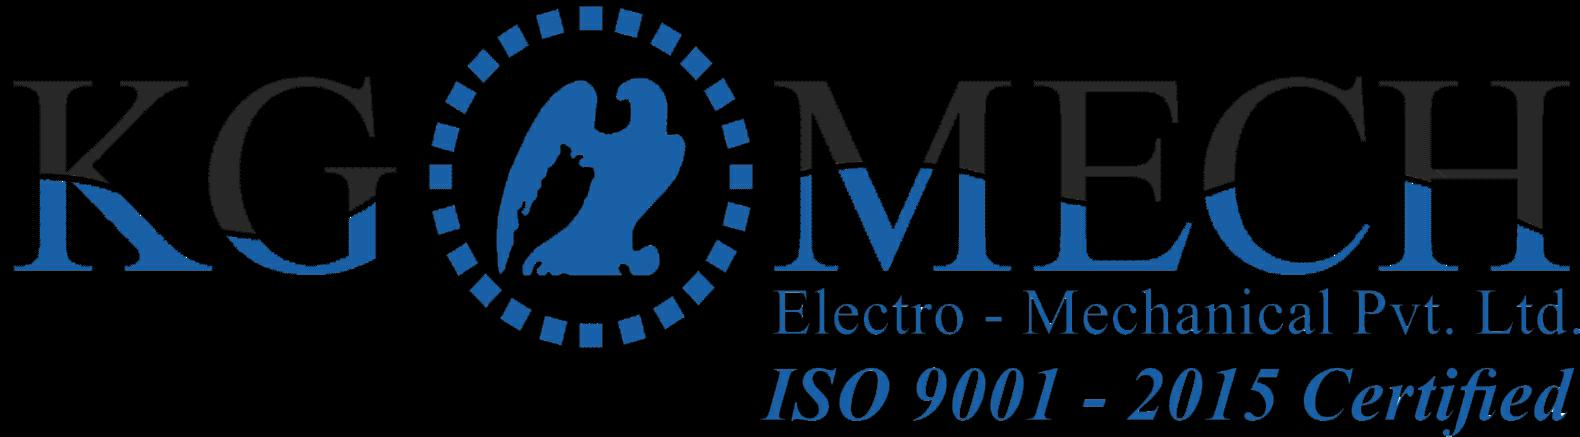 KG MECH
Electro - Mechanical Pvt. Ltd.
ISO 9001 - 2015 Certified